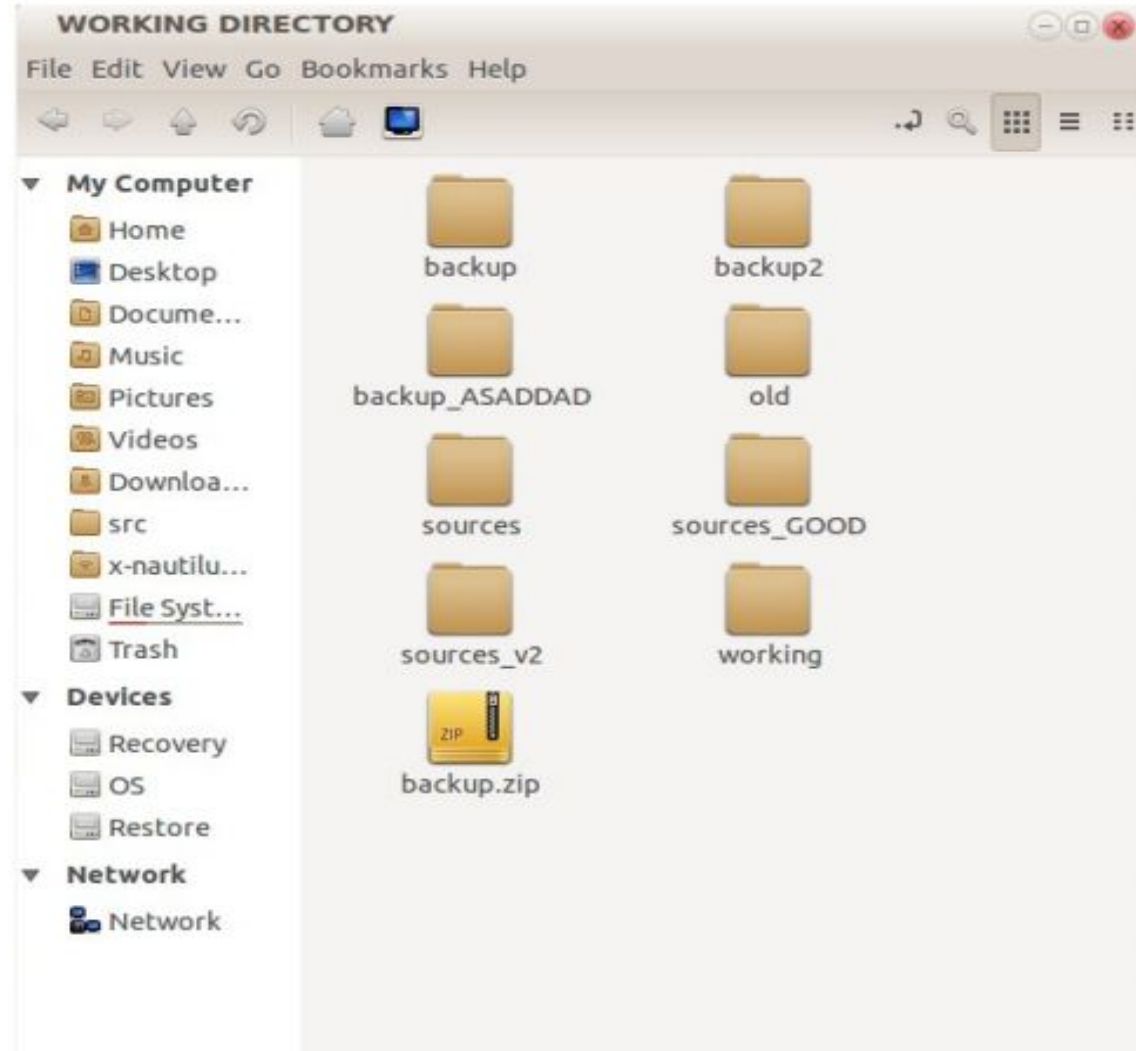 WORKING DIRECTORY
File Edit View Go Bookmarks Help
My Computer
Home
Desktop
Docume...
Music
Pictures
Videos
Downloa...
src
x-nautilu...
File Syst...
Trash
Devices
Recovery
OS
Restore
Network
Network
backup backup2
backup_ASADDAD old
sources sources_GOOD
sources_v2 working
ZIP
backup.zip